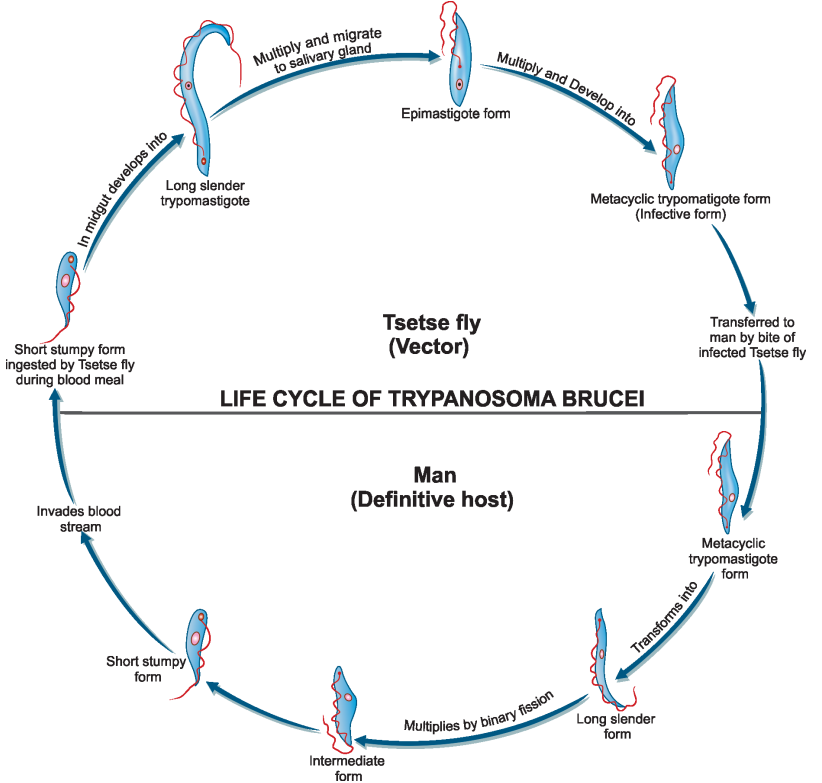 Multiply and migrate
to salivary gland
Epimastigote form
Multiply and Develop into
Metacyclic trypomatigote form
(Infective form)
Transferred to
man by bite of
infected Tsetse fly
In midgut develops into
Long slender
trypomastigote
Short stumpy form
ingested by Tsetse fly
during blood meal
Tsetse fly
(Vector)
LIFE CYCLE OF TRYPANOSOMA BRUCEI
Man
(Definitive host)
Metacyclic
trypomastigote
form
Transforms into
Long slender
form
Multiplies by binary fission
Intermediate
form
Short stumpy
form
Invades blood
stream